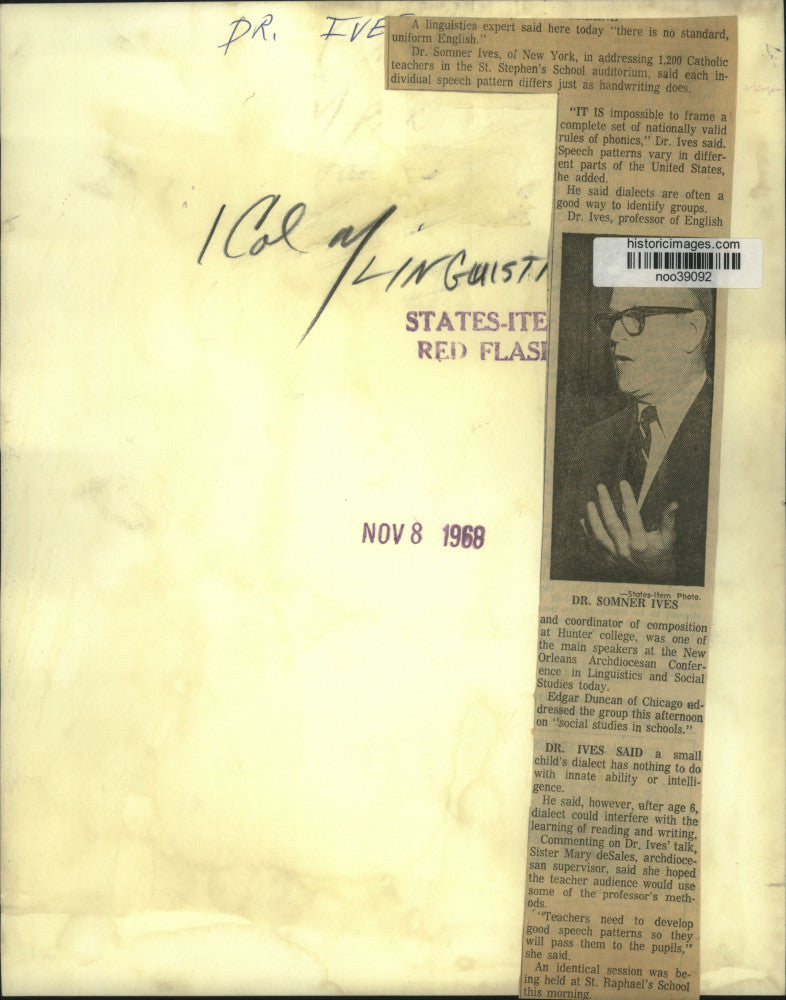 DR. IVE
A linguistics expert said here today "there is no standard,
uniform English."
Dr. Somner Ives, of New York, in addressing 1,200 Catholic
teachers in the St. Stephen's School auditorium, said each in-
dividual speech pattern differs just as handwriting does.
"IT IS impossible to frame a
complete set of nationally valid
rules of phonics," Dr. Ives said.
Speech patterns vary in differ-
ent parts of the United States,
he added.
He said dialects are often a
good way to identify groups.
Dr. Ives, professor of English
historicimages.com
noo39092
1 Col
LINGUISTI
STATES-ITE
RED FLAS
NOV 8 1968
—States-Item Photo.
DR. SOMNER IVES
and coordinator of composition
at Hunter college, was one of
the main speakers at the New
Orleans Archdiocesan Confer-
ence in Linguistics and Social
Studies today.
Edgar Duncan of Chicago ad-
dressed the group this afternoon
on "social studies in schools."
DR. IVES SAID a small
child's dialect has nothing to do
with innate ability or intelli-
gence.
He said, however, after age 6,
dialect could interfere with the
learning of reading and writing.
Commenting on Dr. Ives' talk,
Sister Mary deSales, archdioce-
san supervisor, said she hoped
the teacher audience would use
some of the professor's meth-
ods.
"Teachers need to develop
good speech patterns so they
will pass them to the pupils,"
she said.
An identical session was be-
ing held at St. Raphael's School
this morning.